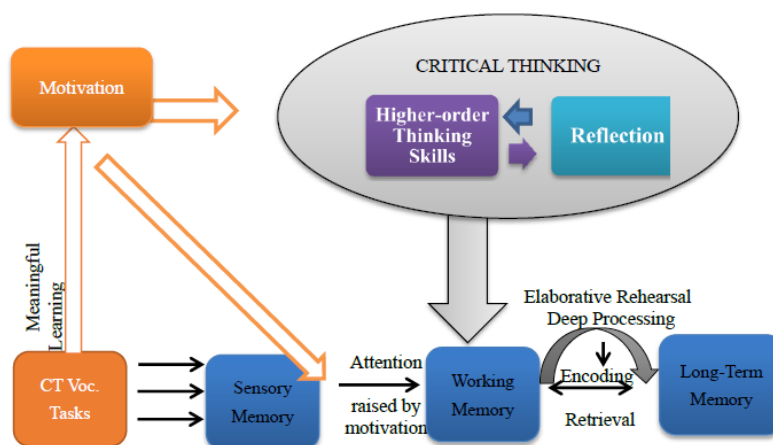 CRITICAL THINKING
Motivation
Higher-order
Thinking
Skills
Reflection
Meaningful
Learning
Elaborative Rehearsal
Deep Processing
CT Voc.
Tasks
Sensory
Memory
Attention
raised by
motivation
Working
Memory
Encoding
Retrieval
Long-Term
Memory